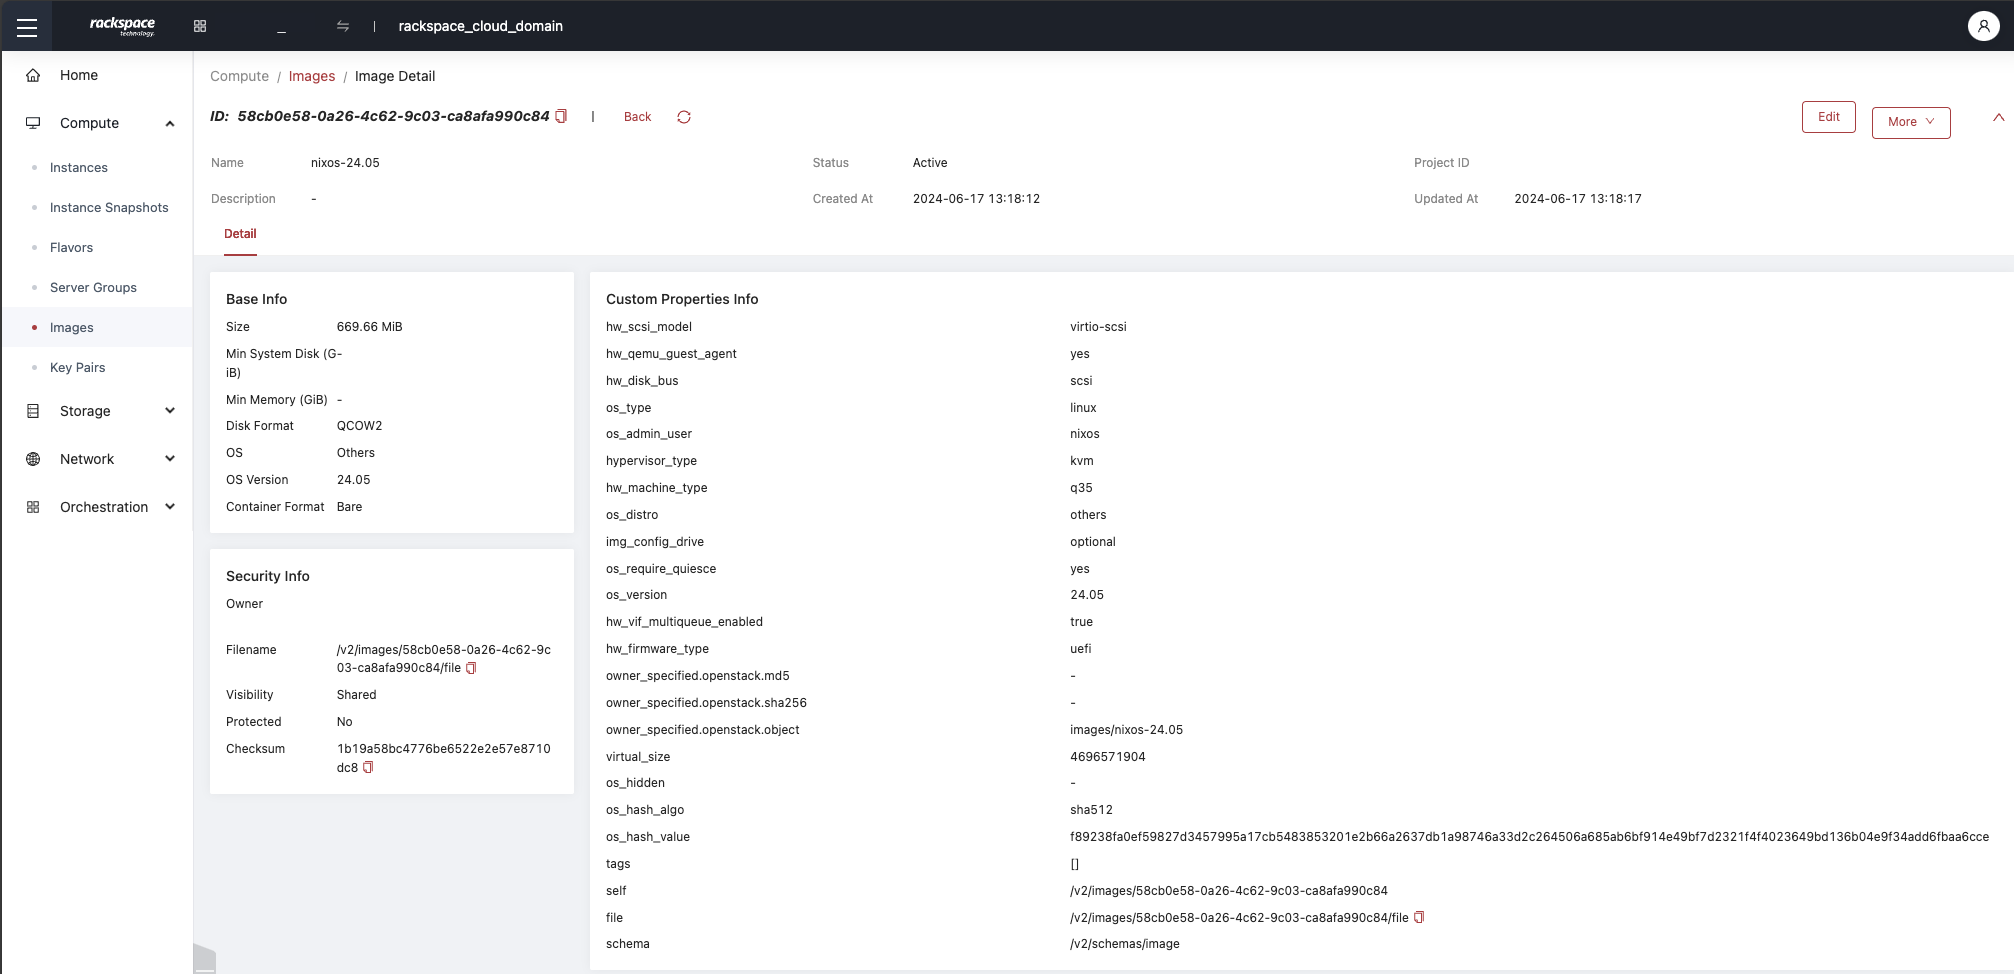 rackspace technology. _ | rackspace_cloud_domain
Home
Compute
Instances
Instance Snapshots
Flavors
Server Groups
Images
Key Pairs
Storage
Network
Orchestration
Compute / Images / Image Detail
ID: 58cb0e58-0a26-4c62-9c03-ca8afa990c84 | Back Edit More
Name nixos-24.05 Status Active Project ID
Description - Created At 2024-06-17 13:18:12 Updated At 2024-06-17 13:18:17
Detail
Base Info
Size 669.66 MiB
Min System Disk (G-
iB)
Min Memory (GiB) -
Disk Format QCOW2
OS Others
OS Version 24.05
Container Format Bare
Security Info
Owner
Filename /v2/images/58cb0e58-0a26-4c62-9c
03-ca8afa990c84/file
Visibility Shared
Protected No
Checksum 1b19a58bc4776be6522e2e57e8710
dc8
Custom Properties Info
hw_scsi_model virtio-scsi
hw_qemu_guest_agent yes
hw_disk_bus scsi
os_type linux
os_admin_user nixos
hypervisor_type kvm
hw_machine_type q35
os_distro others
img_config_drive optional
os_require_quiesce yes
os_version 24.05
hw_vif_multiqueue_enabled true
hw_firmware_type uefi
owner_specified.openstack.md5 -
owner_specified.openstack.sha256 -
owner_specified.openstack.object images/nixos-24.05
virtual_size 4696571904
os_hidden -
os_hash_algo sha512
os_hash_value f89238fa0ef59827d3457995a17cb5483853201e2b66a2637db1a98746a33d2c264506a685ab6bf914e49bf7d2321f4f4023649bd136b04e9f34add6fbaa6cce
tags []
self /v2/images/58cb0e58-0a26-4c62-9c03-ca8afa990c84
file /v2/images/58cb0e58-0a26-4c62-9c03-ca8afa990c84/file
schema /v2/schemas/image